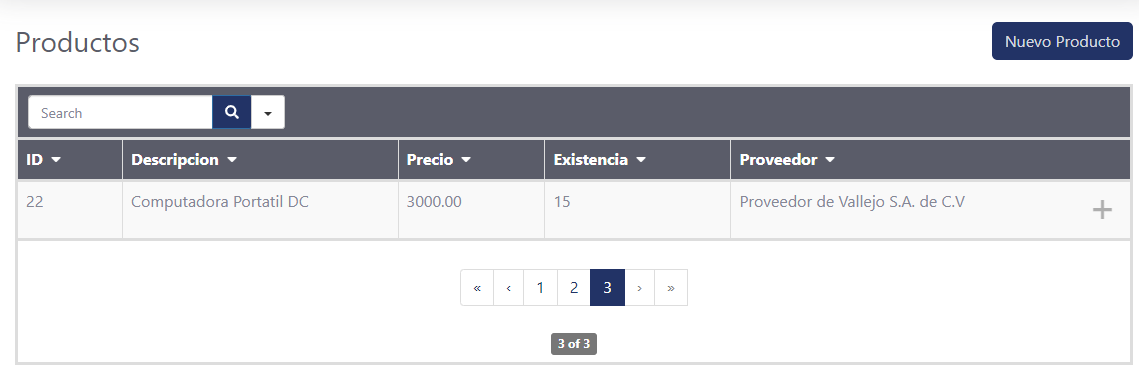 Productos
Nuevo Producto
Search
ID Descripcion Precio Existencia Proveedor
22 Computadora Portatil DC 3000.00 15 Proveedor de Vallejo S.A. de C.V
« ‹ 1 2 3 › »
3 of 3